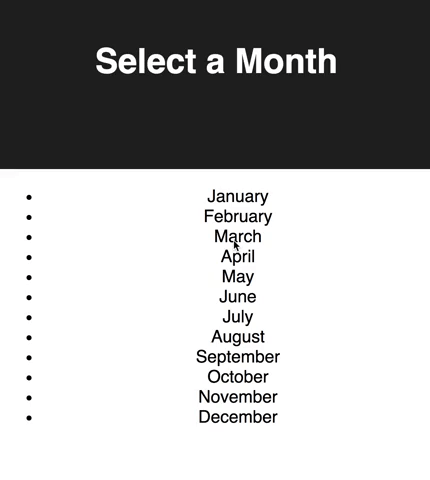 Select a Month
January
February
March
April
May
June
July
August
September
October
November
December